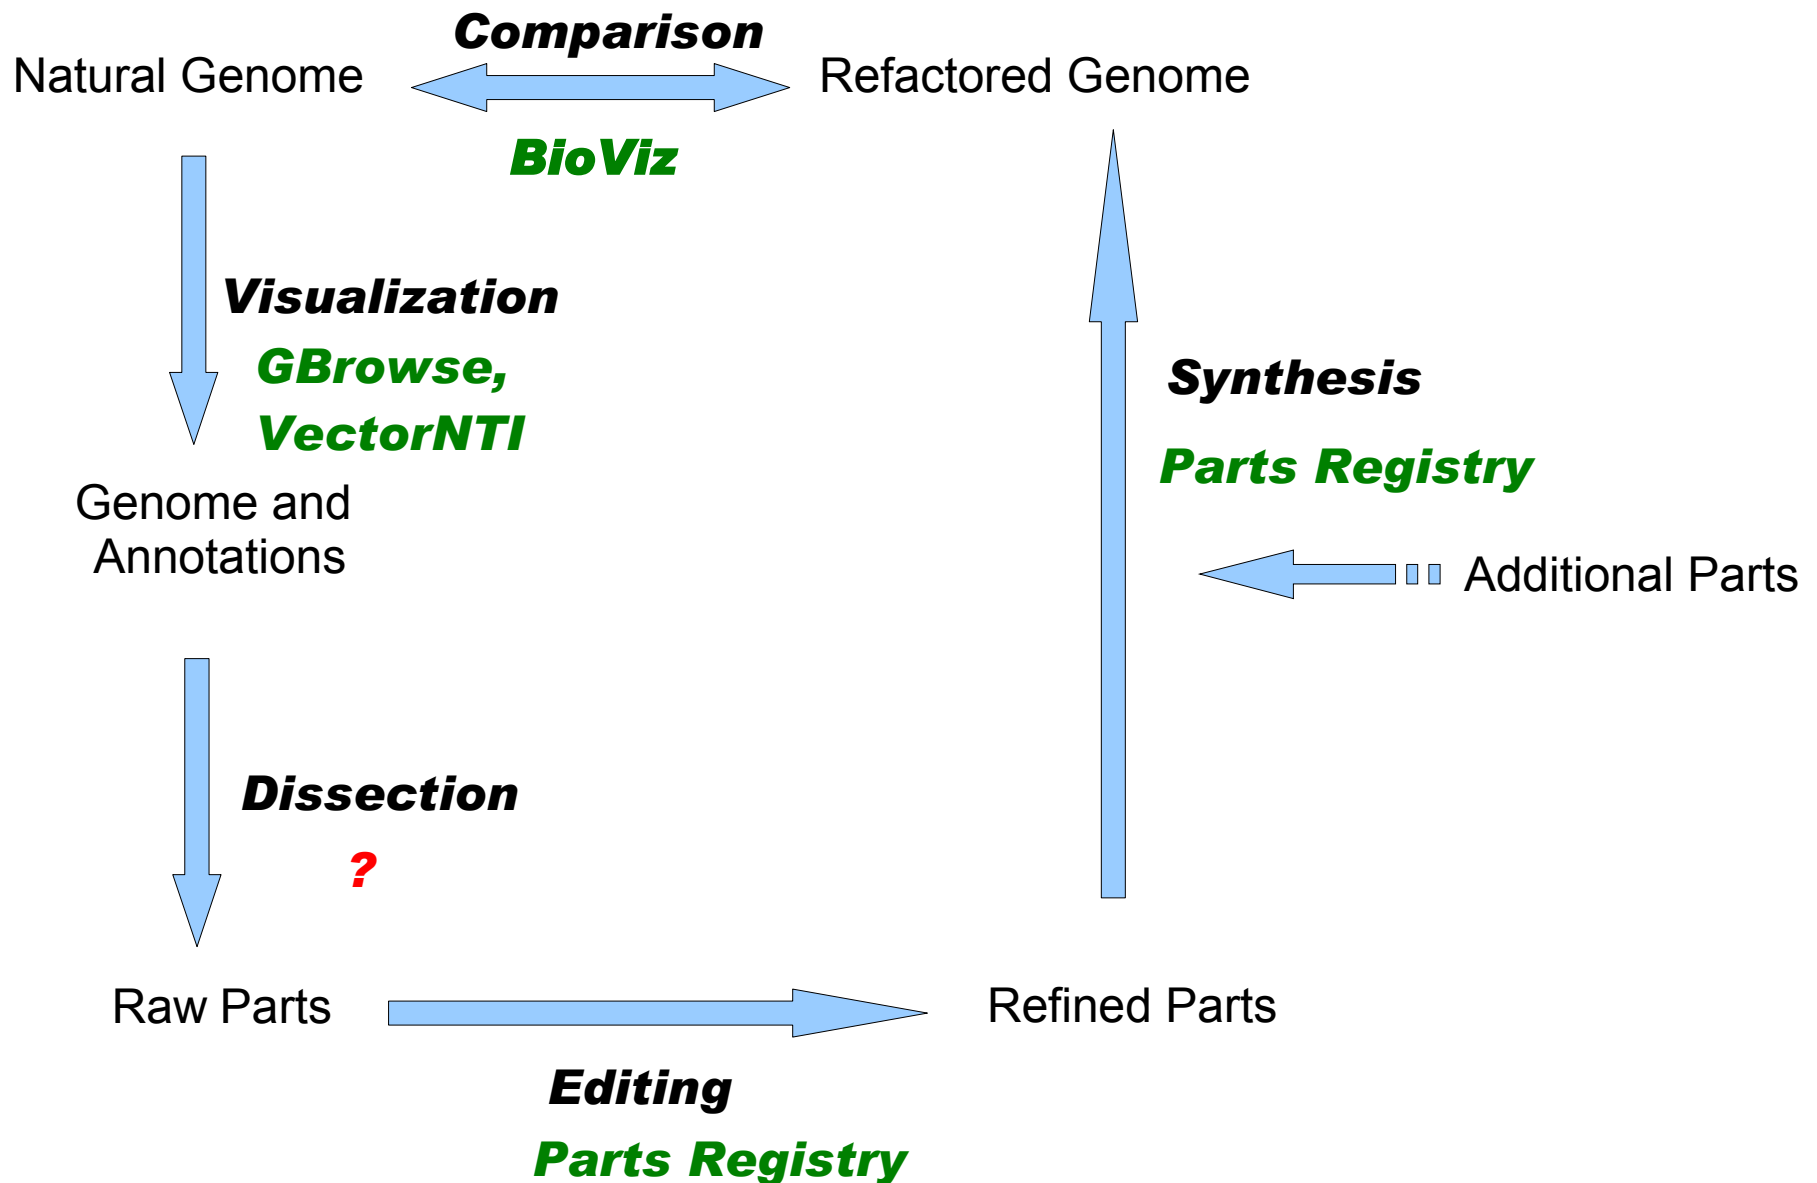 Comparison
Natural Genome
Refactored Genome
BioViz
Visualization
GBrowse,
VectorNTI
Synthesis
Parts Registry
Genome and
Annotations
Additional Parts
Dissection
?
Raw Parts
Refined Parts
Editing
Parts Registry